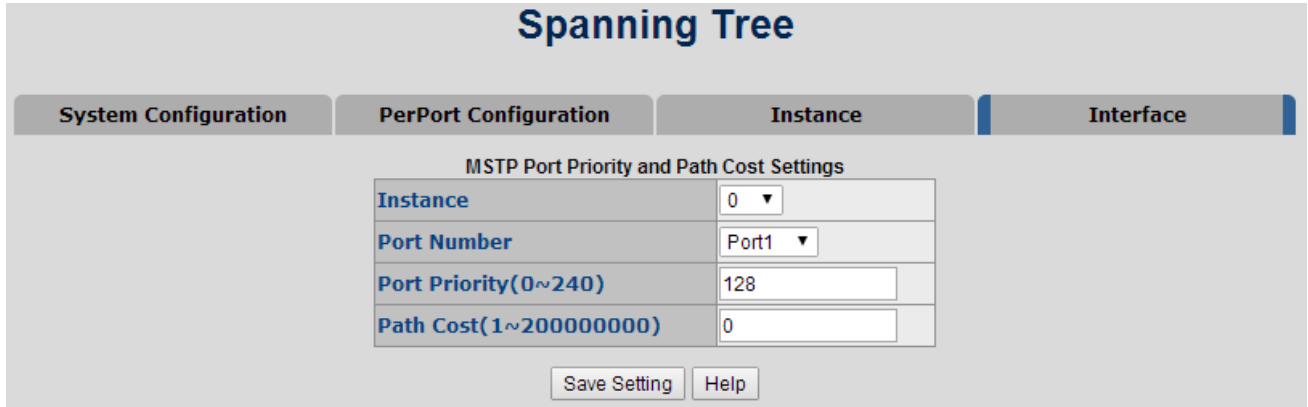 Spanning Tree
System Configuration PerPort Configuration Instance Interface
MSTP Port Priority and Path Cost Settings
Instance 0
Port Number Port1
Port Priority(0~240) 128
Path Cost(1~200000000) 0
Save Setting Help